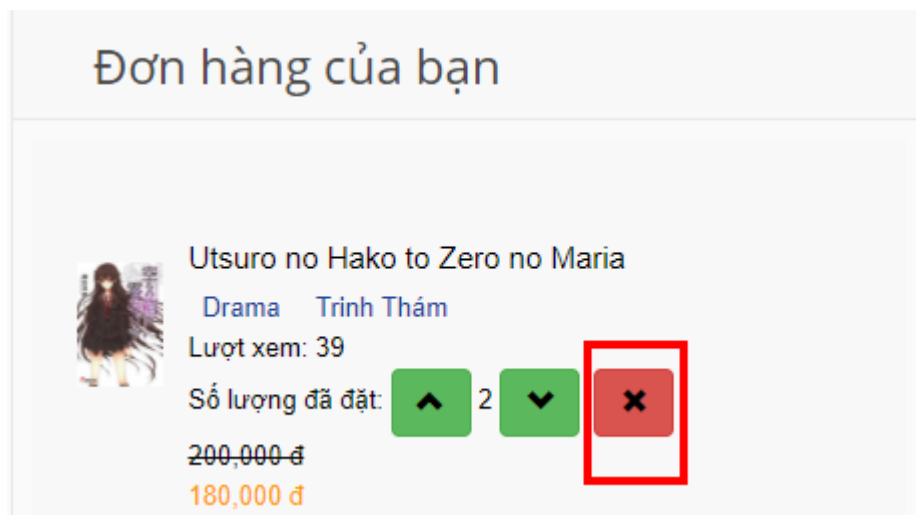 Đơn hàng của bạn
Utsuro no Hako to Zero no Maria
Drama Trinh Thám
Lượt xem: 39
Số lượng đã đặt: 2
200,000 đ
180,000 đ